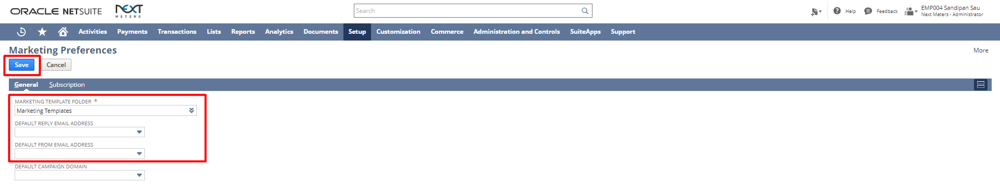 ORACLE NETSUITE
NEXT
METERS
Search
Help
Feedback
EMP004 Sandipan Sau
Next Meters - Administrator
Activities Payments Transactions Lists Reports Analytics Documents Setup Customization Commerce Administration and Controls SuiteApps Support
Marketing Preferences
More
Save Cancel
General Subscription
MARKETING TEMPLATE FOLDER *
Marketing Templates
DEFAULT REPLY EMAIL ADDRESS
DEFAULT FROM EMAIL ADDRESS
DEFAULT CAMPAIGN DOMAIN